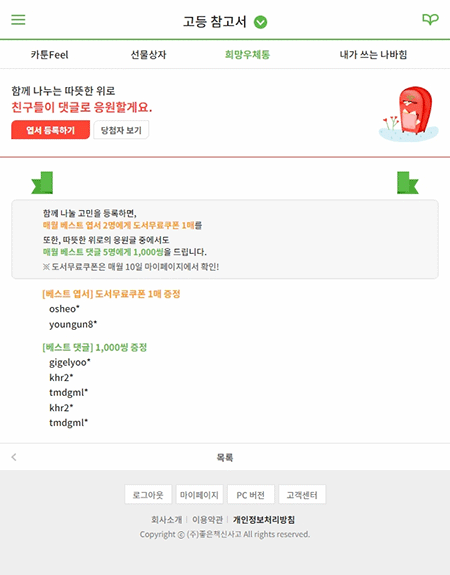 고등 참고서
카툰Feel 선물상자 희망우체통 내가 쓰는 나바힘
함께 나누는 따뜻한 위로
친구들이 댓글로 응원할게요.
엽서 등록하기 당첨자 보기
함께 나눌 고민을 등록하면,
매월 베스트 엽서 2명에게 도서무료쿠폰 1매를
또한, 따뜻한 위로의 응원글 중에서도
매월 베스트 댓글 5명에게 1,000씽을 드립니다.
※ 도서무료쿠폰은 매월 10일 마이페이지에서 확인!
[베스트 엽서] 도서무료쿠폰 1매 증정
osheo*
youngun8*
[베스트 댓글] 1,000씽 증정
gigelyoo*
khr2*
tmdgml*
khr2*
tmdgml*
목록
로그아웃 마이페이지 PC 버전 고객센터
회사소개 | 이용약관 | 개인정보처리방침
Copyright ⓒ (주)좋은책신사고 All rights reserved.